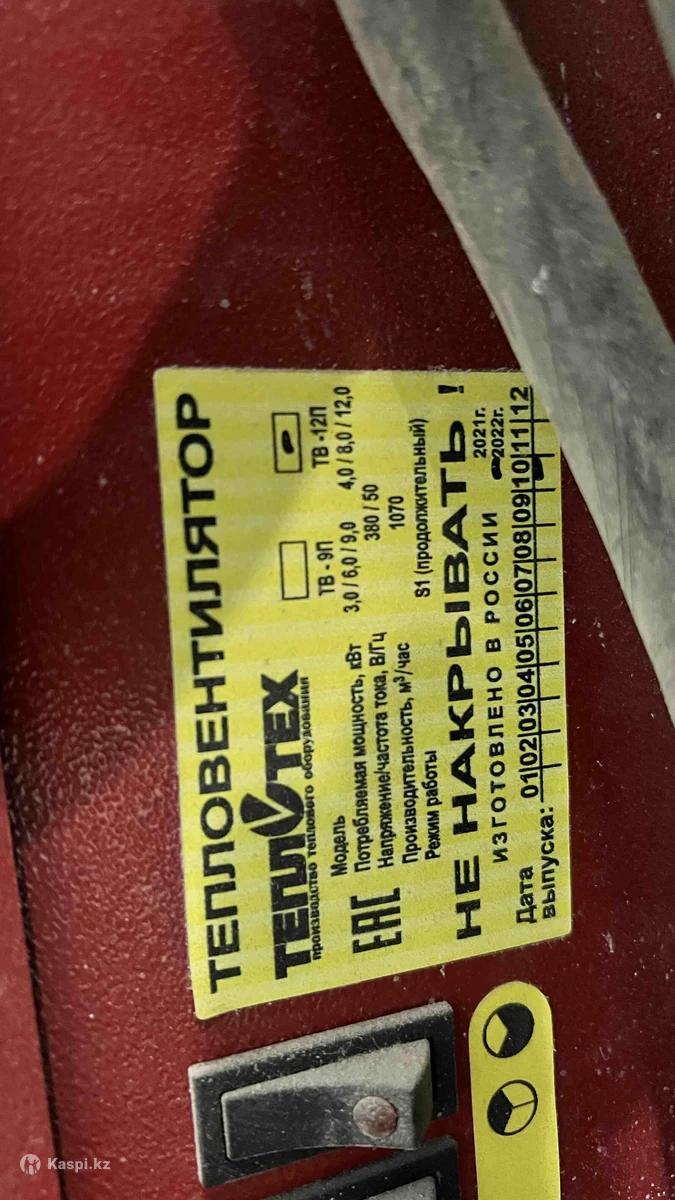 ТЕПЛОВЕНТИЛЯТОР
ТЕПЛОТЕХ
производство теплового оборудования
Модель ТВ - 9П ТВ -12П
Потребляемая мощность, кВт 3,0 / 6,0 / 9,0 4,0 / 8,0 / 12,0
Напряжение/частота тока, В/Гц 380 / 50
Производительность, м³/час 1070
Режим работы S1 (продолжительный)
ЕАС
НЕ НАКРЫВАТЬ !
ИЗГОТОВЛЕНО В РОССИИ
2021г.
2022г.
Дата
выпуска:
01 02 03 04 05 06 07 08 09 10 11 12
Kaspi.kz